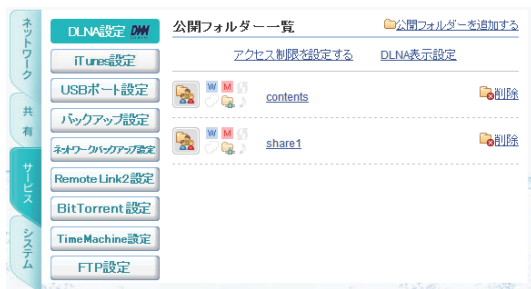 ネットワーク
共有
サービス
システム
DLNA設定
iTunes設定
USBポート設定
バックアップ設定
ネットワークバックアップ設定
Remote Link2設定
BitTorrent設定
TimeMachine設定
FTP設定
公開フォルダー一覧
公開フォルダーを追加する
アクセス制限を設定する DLNA表示設定
W M
contents 削除
W M
share1 削除